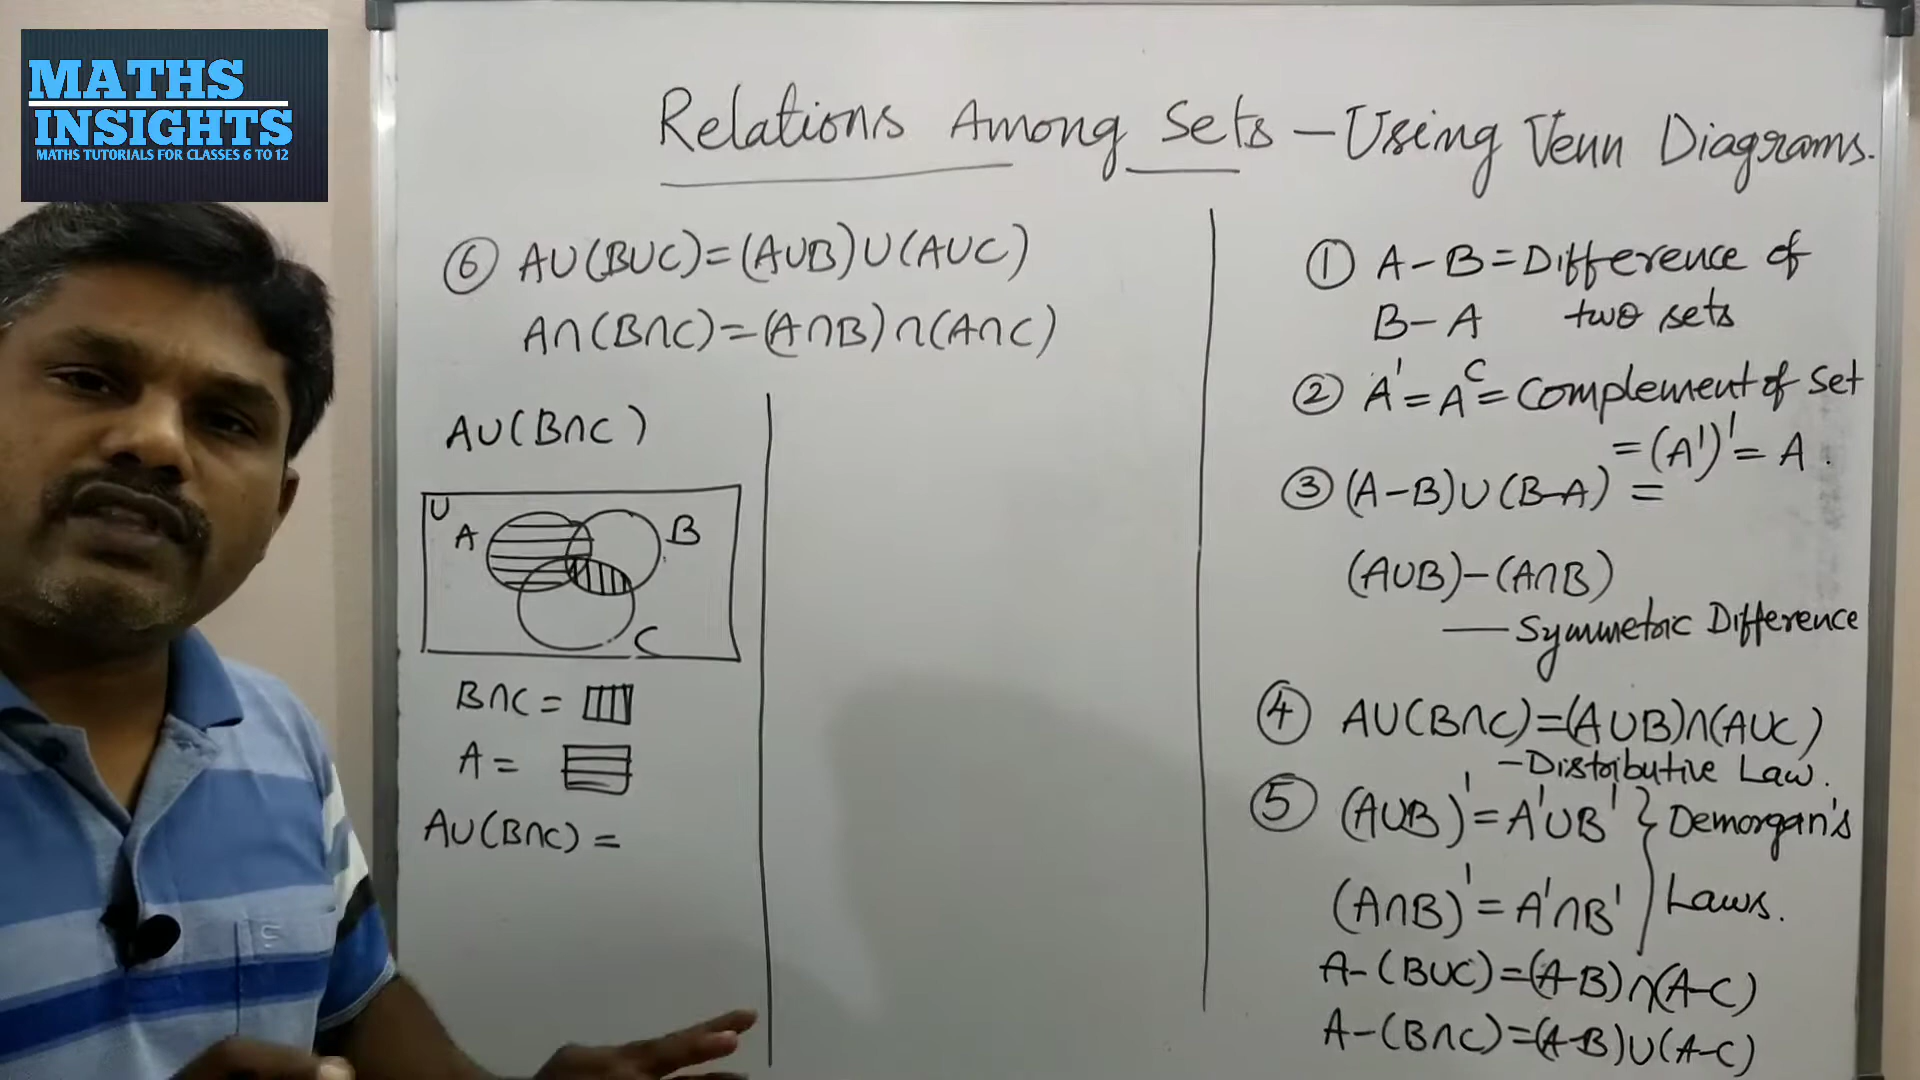 MATHS
INSIGHTS
MATHS TUTORIALS FOR CLASSES 6 TO 12
Relations Among Sets - Using Venn Diagrams.
⑥ A∪(B∪C)=(A∪B)∪(A∪C)
A∩(B∩C)=(A∩B)∩(A∩C)
A∪(B∩C)
U
A
B
C
B∩C =
A =
A∪(B∩C) =
① A-B=Difference of
B-A two sets
② A'=Aᶜ=Complement of Set
=(A')'=A.
③ (A-B)∪(B-A) =
(A∪B)-(A∩B)
— Symmetric Difference
④ A∪(B∩C)=(A∪B)∩(A∪C)
-Distributive Law.
⑤ (A∪B)'=A'∪B' } Demorgan's
(A∩B)'=A'∩B' Laws.
A-(B∪C)=(A-B)∩(A-C)
A-(B∩C)=(A-B)∪(A-C)